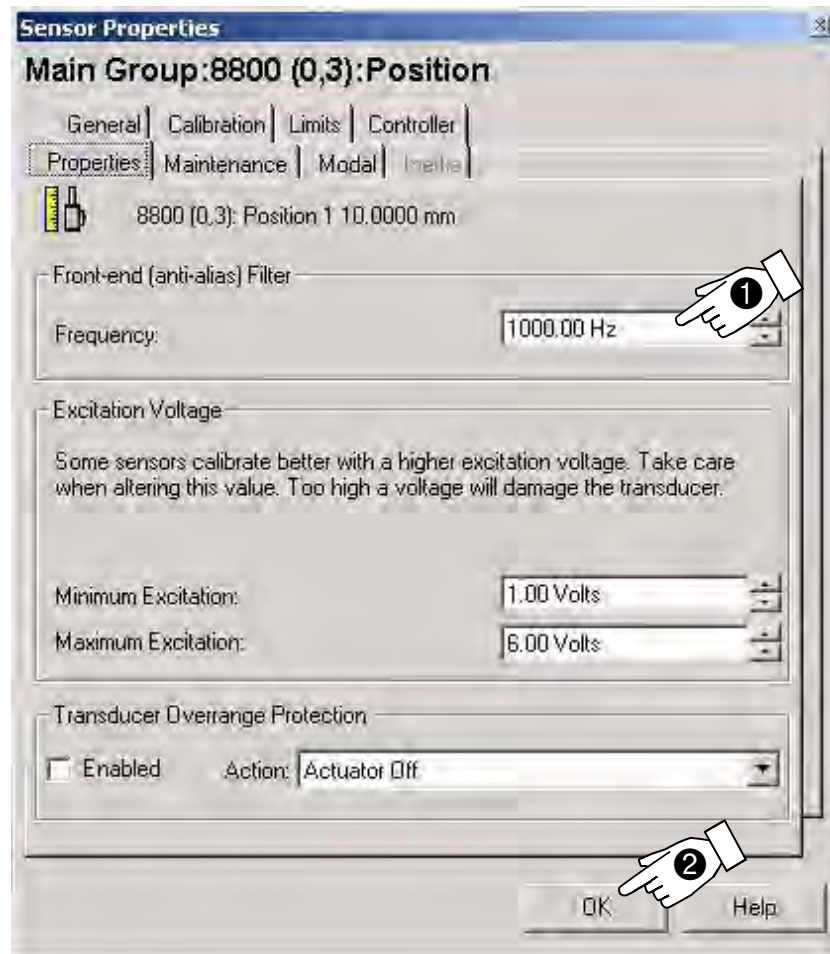 Sensor Properties
Main Group:8800 (0,3):Position
General Calibration Limits Controller
Properties Maintenance Modal Inertia
8800 (0,3): Position 1 10.0000 mm
Front-end (anti-alias) Filter
Frequency: 1000.00 Hz
1
Excitation Voltage
Some sensors calibrate better with a higher excitation voltage. Take care
when altering this value. Too high a voltage will damage the transducer.
Minimum Excitation: 1.00 Volts
Maximum Excitation: 6.00 Volts
Transducer Overrange Protection
Enabled Action: Actuator Off
2
OK Help